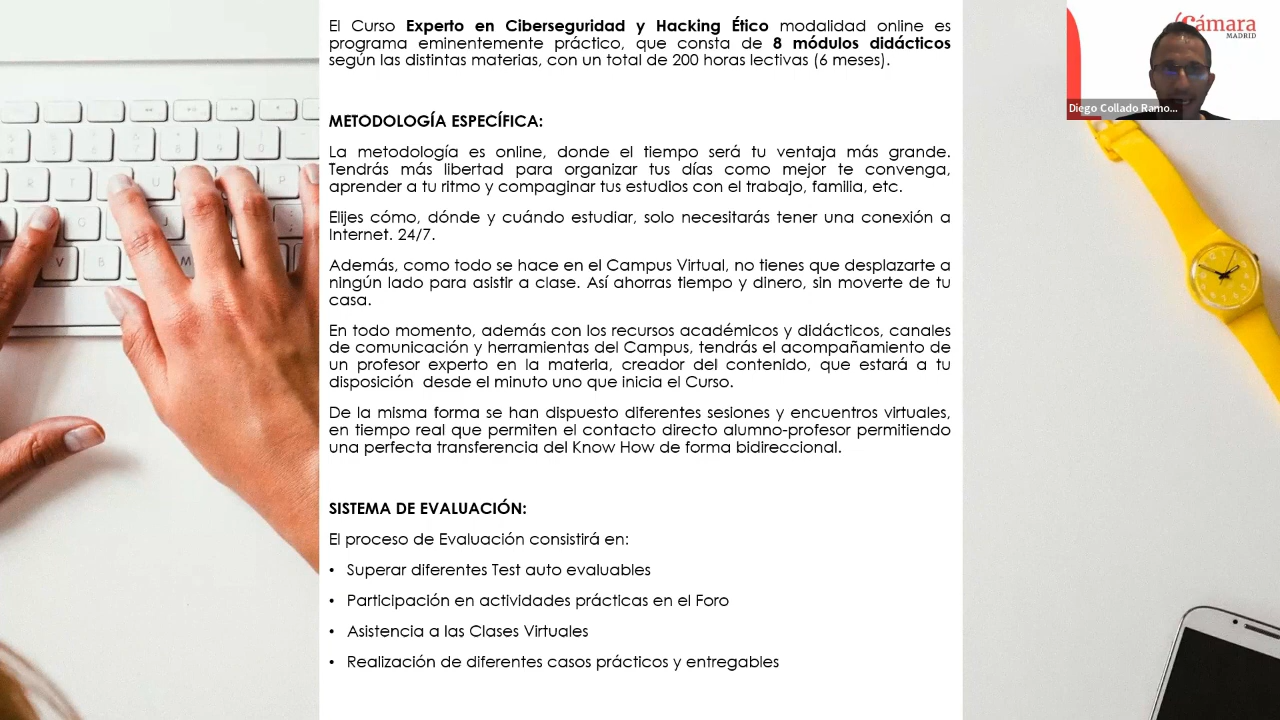 El Curso Experto en Ciberseguridad y Hacking Ético modalidad online es
programa eminentemente práctico, que consta de 8 módulos didácticos
según las distintas materias, con un total de 200 horas lectivas (6 meses).
METODOLOGÍA ESPECÍFICA:
La metodología es online, donde el tiempo será tu ventaja más grande.
Tendrás más libertad para organizar tus días como mejor te convenga,
aprender a tu ritmo y compaginar tus estudios con el trabajo, familia, etc.
Elijes cómo, dónde y cuándo estudiar, solo necesitarás tener una conexión a
Internet. 24/7.
Además, como todo se hace en el Campus Virtual, no tienes que desplazarte a
ningún lado para asistir a clase. Así ahorras tiempo y dinero, sin moverte de tu
casa.
En todo momento, además con los recursos académicos y didácticos, canales
de comunicación y herramientas del Campus, tendrás el acompañamiento de
un profesor experto en la materia, creador del contenido, que estará a tu
disposición desde el minuto uno que inicia el Curso.
De la misma forma se han dispuesto diferentes sesiones y encuentros virtuales,
en tiempo real que permiten el contacto directo alumno-profesor permitiendo
una perfecta transferencia del Know How de forma bidireccional.
SISTEMA DE EVALUACIÓN:
El proceso de Evaluación consistirá en:
• Superar diferentes Test auto evaluables
• Participación en actividades prácticas en el Foro
• Asistencia a las Clases Virtuales
• Realización de diferentes casos prácticos y entregables
Cámara
MADRID
Diego Collado Ramo...
R T U P
V B M